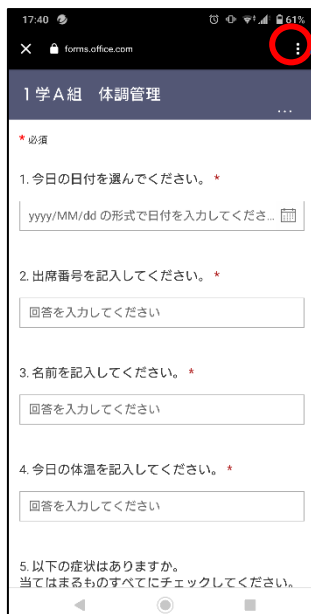 17:40 61%
forms.office.com
1学A組 体調管理
...
* 必須
1. 今日の日付を選んでください。 *
yyyy/MM/dd の形式で日付を入力してくださ...
2. 出席番号を記入してください。 *
回答を入力してください
3. 名前を記入してください。 *
回答を入力してください
4. 今日の体温を記入してください。 *
回答を入力してください
5. 以下の症状はありますか。
当てはまるものすべてにチェックしてください。